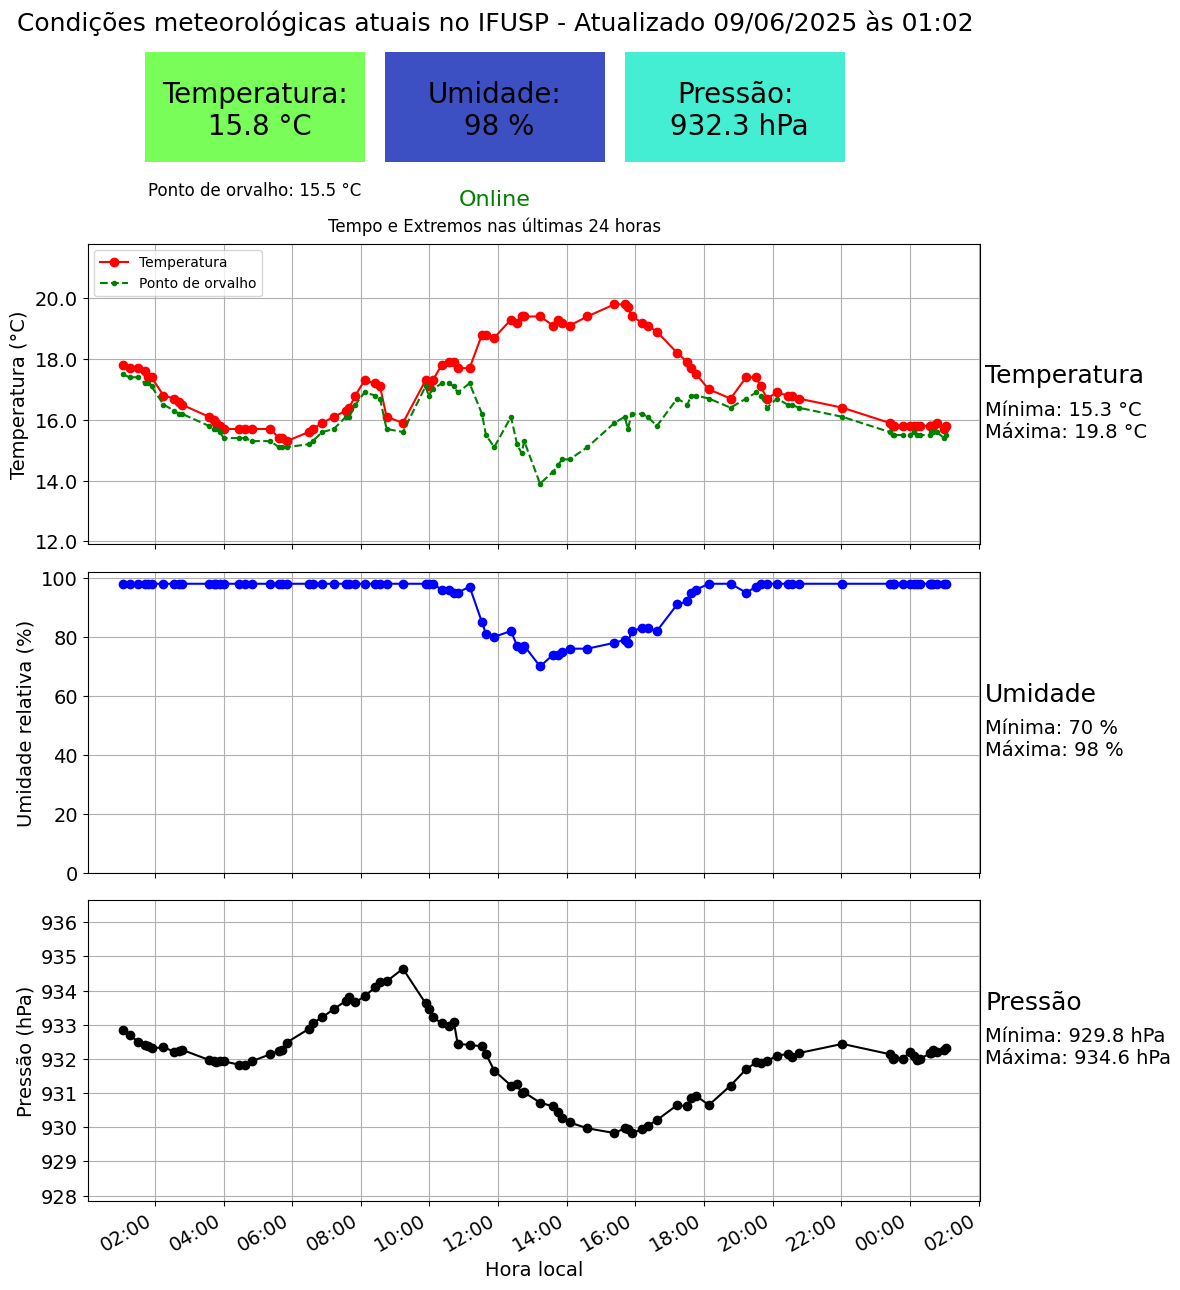 Condições meteorológicas atuais no IFUSP - Atualizado 09/06/2025 às 01:02
Temperatura:
15.8 °C
Umidade:
98 %
Pressão:
932.3 hPa
Ponto de orvalho: 15.5 °C
Online
Tempo e Extremos nas últimas 24 horas
Temperatura
Ponto de orvalho
Temperatura (°C)
20.0
18.0
16.0
14.0
12.0
Temperatura
Mínima: 15.3 °C
Máxima: 19.8 °C
Umidade relativa (%)
100
80
60
40
20
0
Umidade
Mínima: 70 %
Máxima: 98 %
Pressão (hPa)
936
935
934
933
932
931
930
929
928
Pressão
Mínima: 929.8 hPa
Máxima: 934.6 hPa
02:00 04:00 06:00 08:00 10:00 12:00 14:00 16:00 18:00 20:00 22:00 00:00 02:00
Hora local